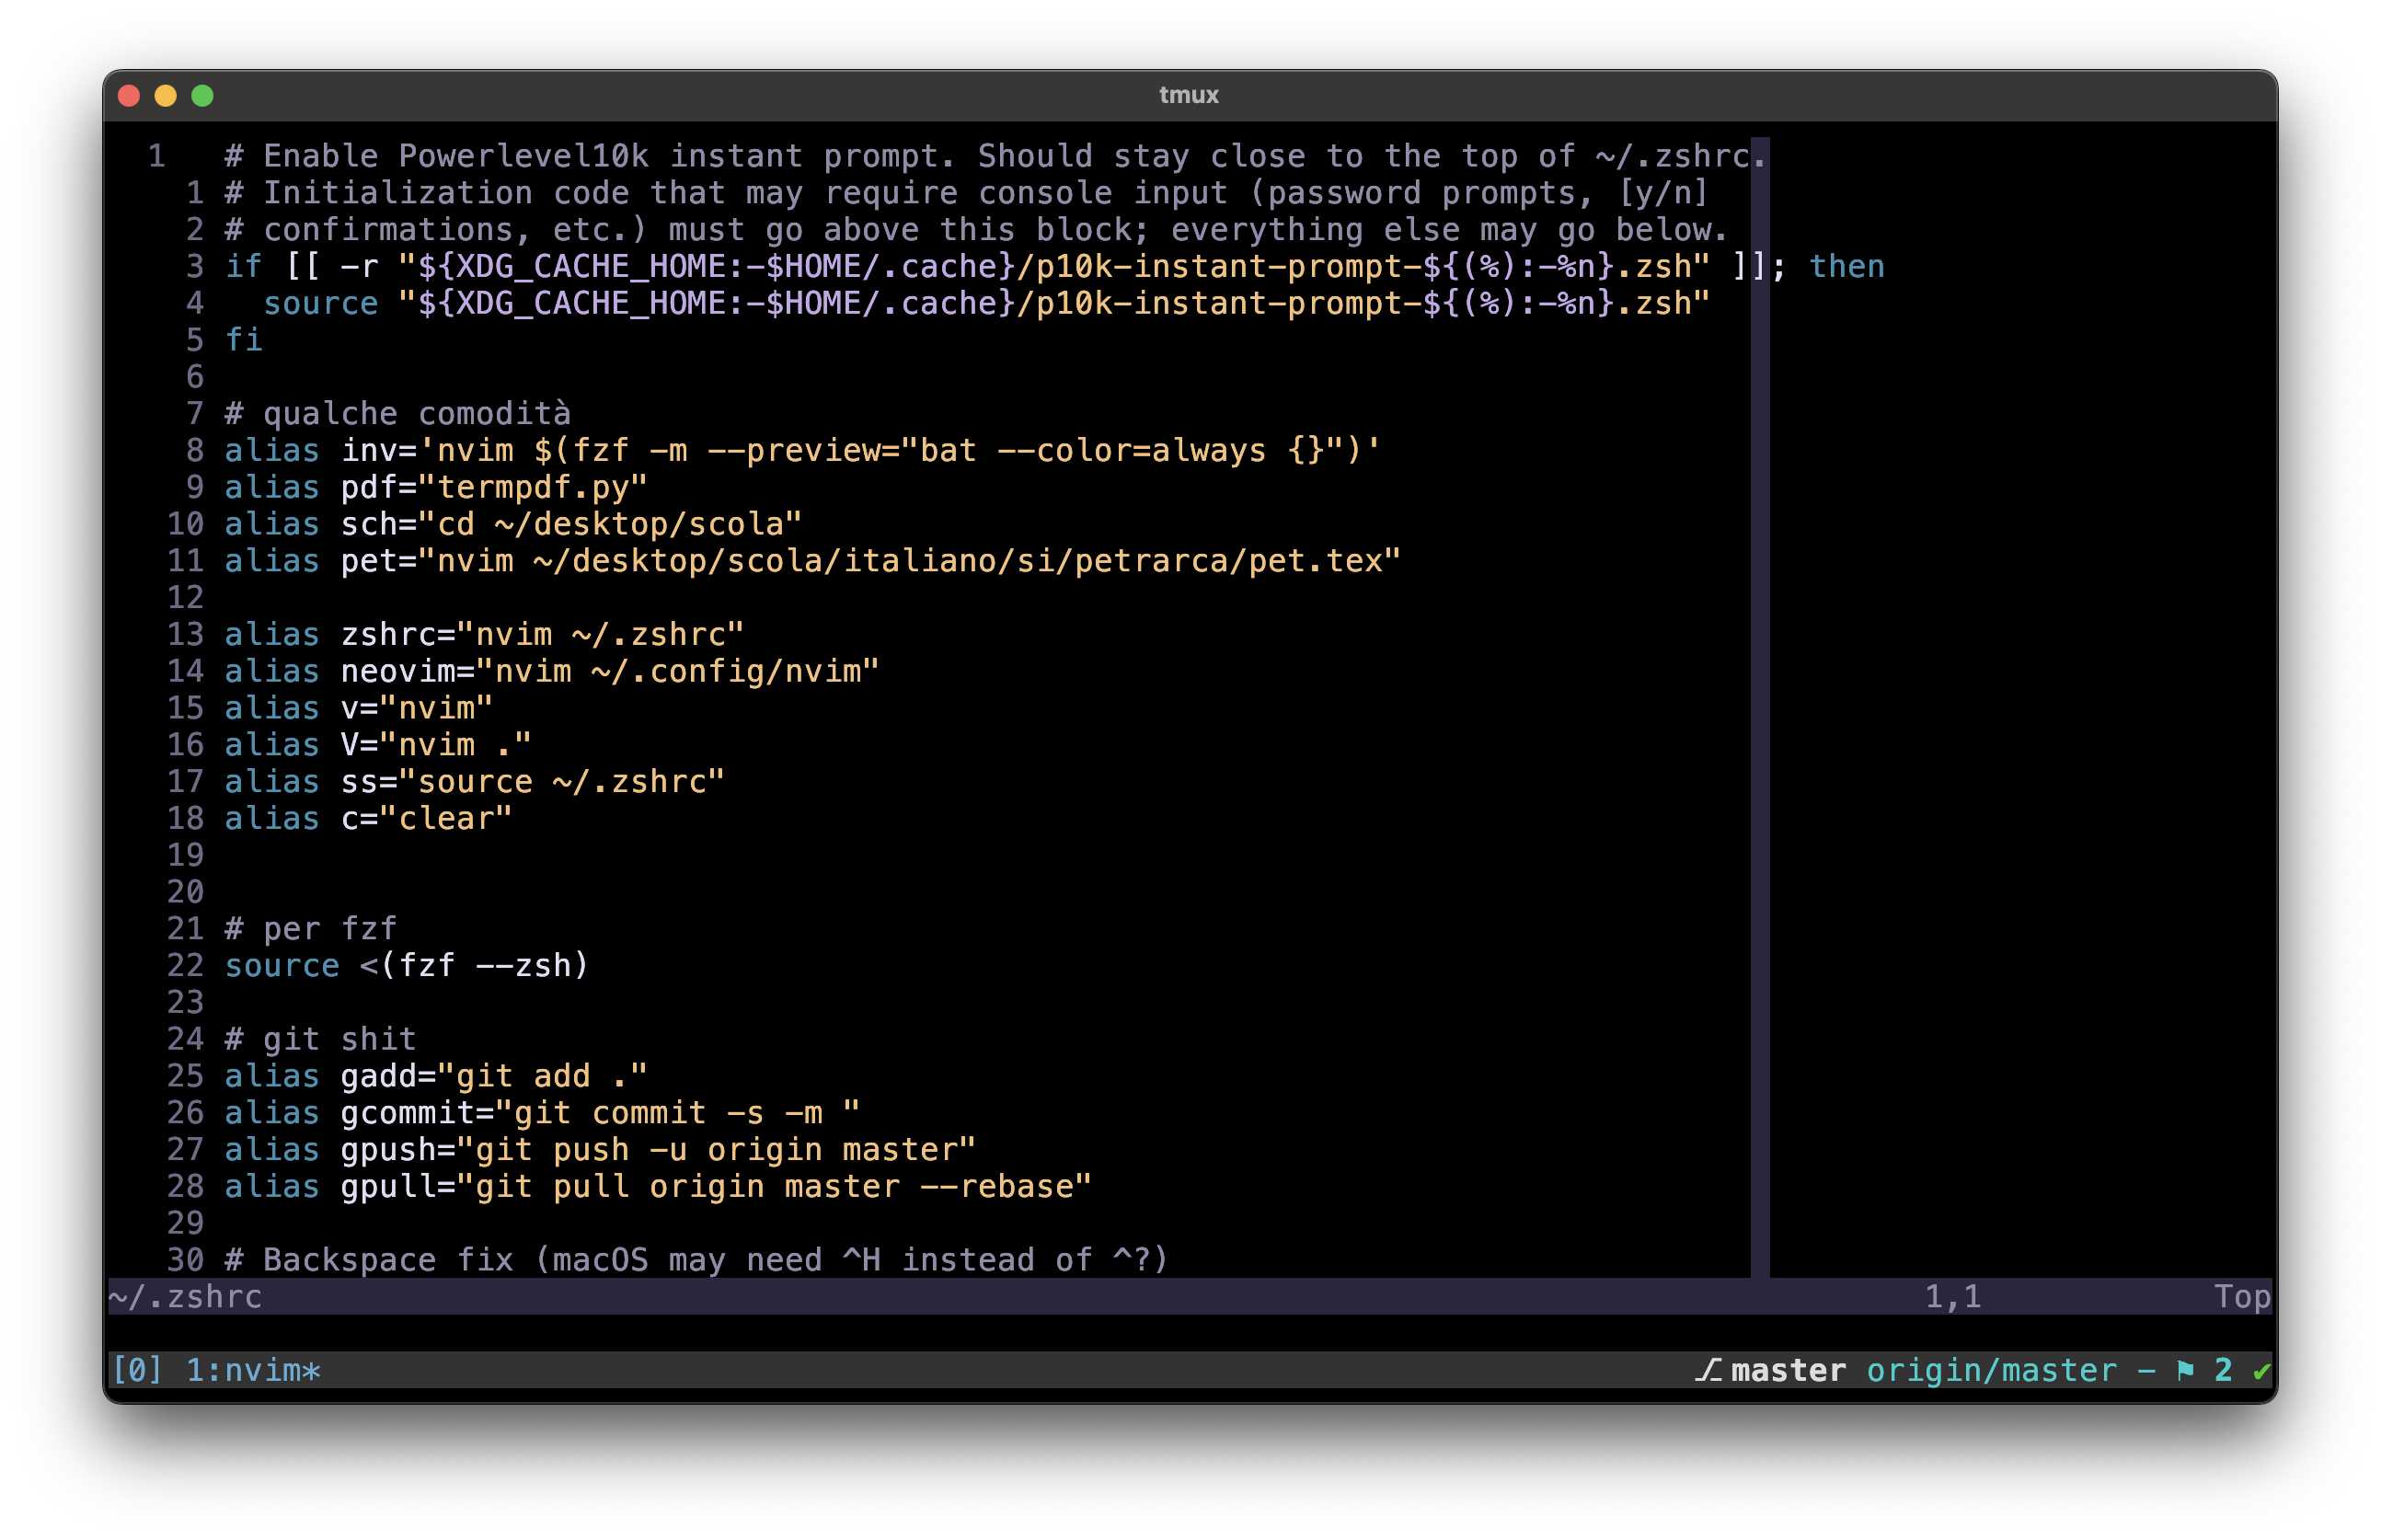 tmux
1 # Enable Powerlevel10k instant prompt. Should stay close to the top of ~/.zshrc.
1 # Initialization code that may require console input (password prompts, [y/n]
2 # confirmations, etc.) must go above this block; everything else may go below.
3 if [[ -r "${XDG_CACHE_HOME:-$HOME/.cache}/p10k-instant-prompt-${(%):-%n}.zsh" ]]; then
4   source "${XDG_CACHE_HOME:-$HOME/.cache}/p10k-instant-prompt-${(%):-%n}.zsh"
5 fi
6
7 # qualche comodità
8 alias inv='nvim $(fzf -m --preview="bat --color=always {}")'
9 alias pdf="termpdf.py"
10 alias sch="cd ~/desktop/scola"
11 alias pet="nvim ~/desktop/scola/italiano/si/petrarca/pet.tex"
12
13 alias zshrc="nvim ~/.zshrc"
14 alias neovim="nvim ~/.config/nvim"
15 alias v="nvim"
16 alias V="nvim ."
17 alias ss="source ~/.zshrc"
18 alias c="clear"
19
20
21 # per fzf
22 source <(fzf --zsh)
23
24 # git shit
25 alias gadd="git add ."
26 alias gcommit="git commit -s -m "
27 alias gpush="git push -u origin master"
28 alias gpull="git pull origin master --rebase"
29
30 # Backspace fix (macOS may need ^H instead of ^?)
~/.zshrc 1,1 Top
[0] 1:nvim* ⎇ master origin/master - ⚑ 2 ✔